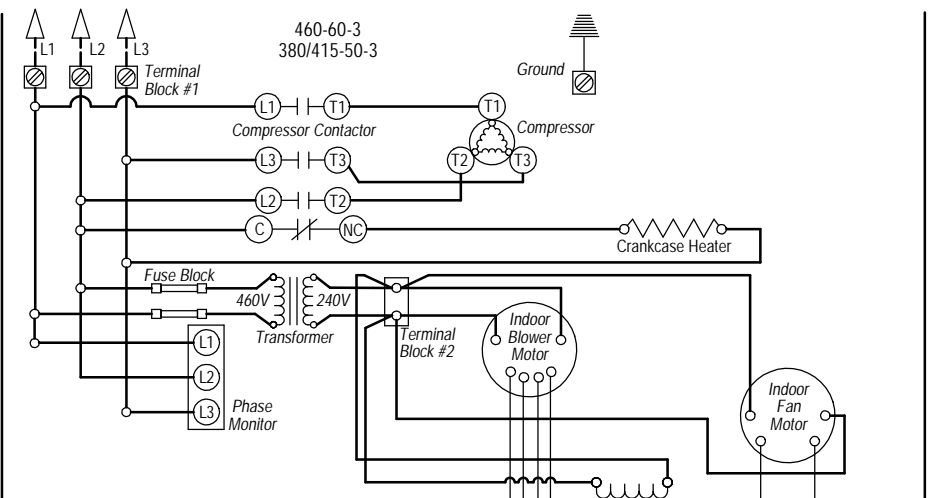 460-60-3
380/415-50-3
L1
L2
L3
Terminal
Block #1
Ground
L1
T1
T1
Compressor Contactor
Compressor
L3
T3
T2
T3
L2
T2
C
NC
Crankcase Heater
Fuse Block
460V
240V
Transformer
Terminal
Block #2
Indoor
Blower
Motor
L1
L2
L3
Phase
Monitor
Indoor
Fan
Motor